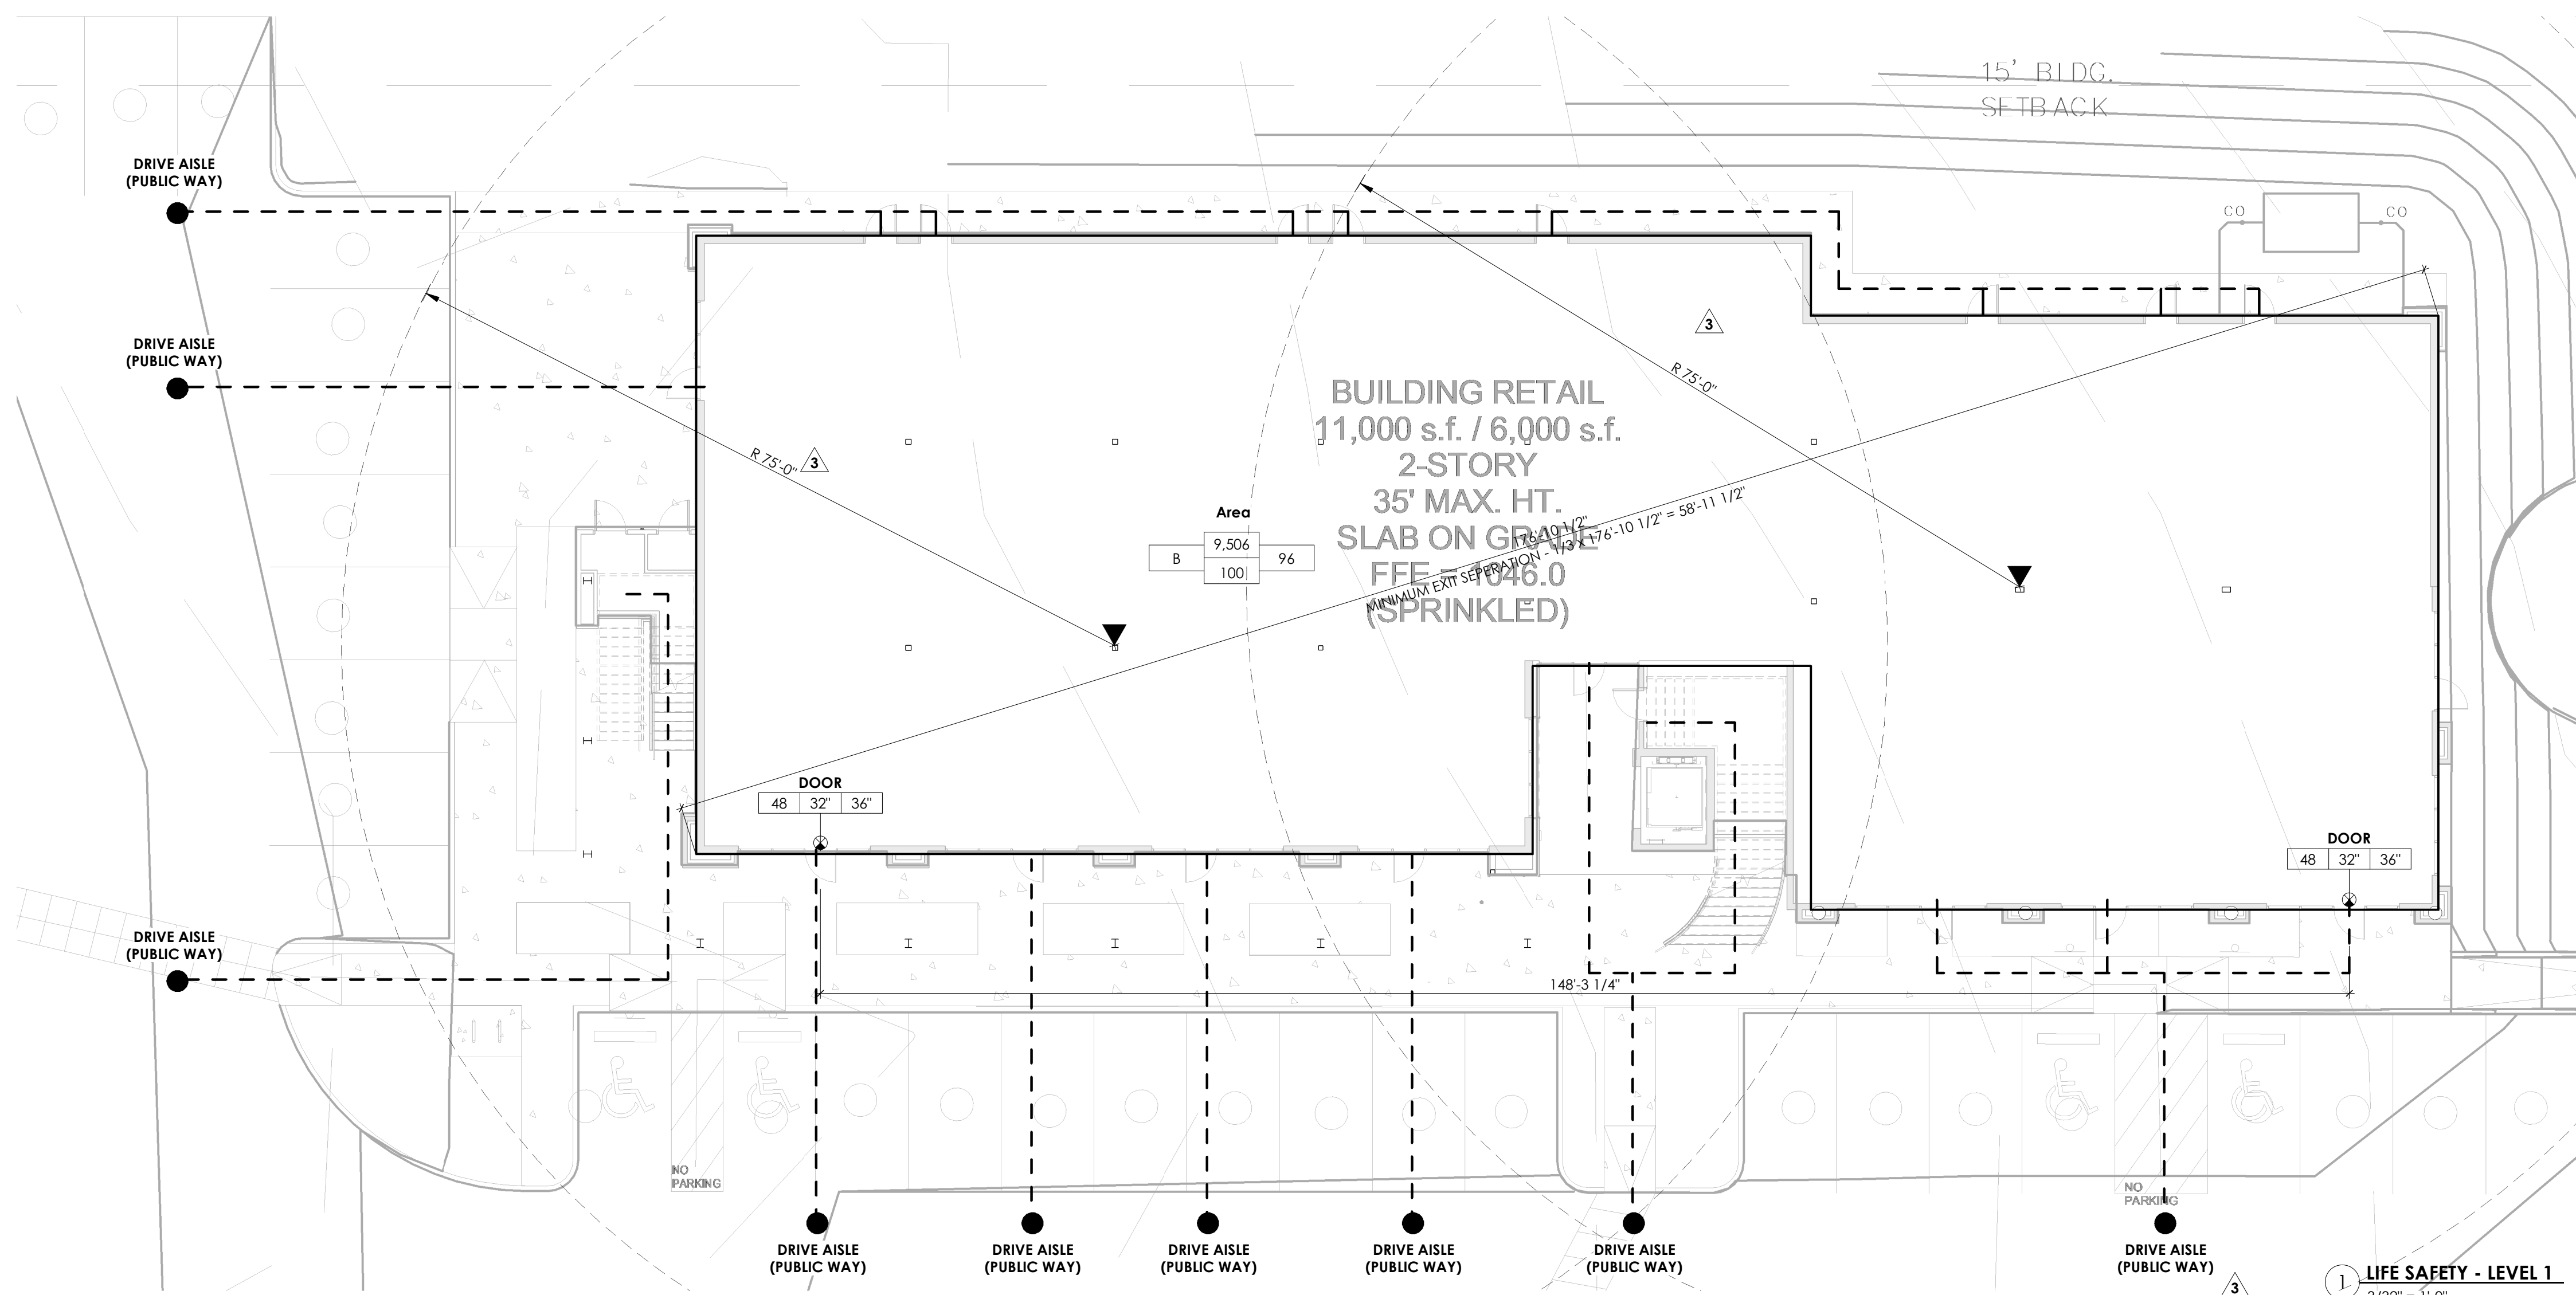 15' BLDG.
SETBACK
DRIVE AISLE
(PUBLIC WAY)
CO
CO
3
DRIVE AISLE
(PUBLIC WAY)
R 75'-0"
BUILDING RETAIL
11,000 s.f. / 6,000 s.f.
2-STORY
35' MAX. HT.
SLAB ON GRADE
FFE = 1046.0
(SPRINKLED)
R 75'-0"
3
176'-10 1/2"
MINIMUM EXIT SEPERATION - 1/3 x 176'-10 1/2" = 58'-11 1/2"
Area
9,506
B
96
100
DOOR
48 32" 36"
DOOR
48 32" 36"
DRIVE AISLE
(PUBLIC WAY)
148'-3 1/4"
NO
PARKING
NO
PARKING
DRIVE AISLE
(PUBLIC WAY)
DRIVE AISLE
(PUBLIC WAY)
DRIVE AISLE
(PUBLIC WAY)
DRIVE AISLE
(PUBLIC WAY)
DRIVE AISLE
(PUBLIC WAY)
DRIVE AISLE
(PUBLIC WAY)
3
1
LIFE SAFETY - LEVEL 1